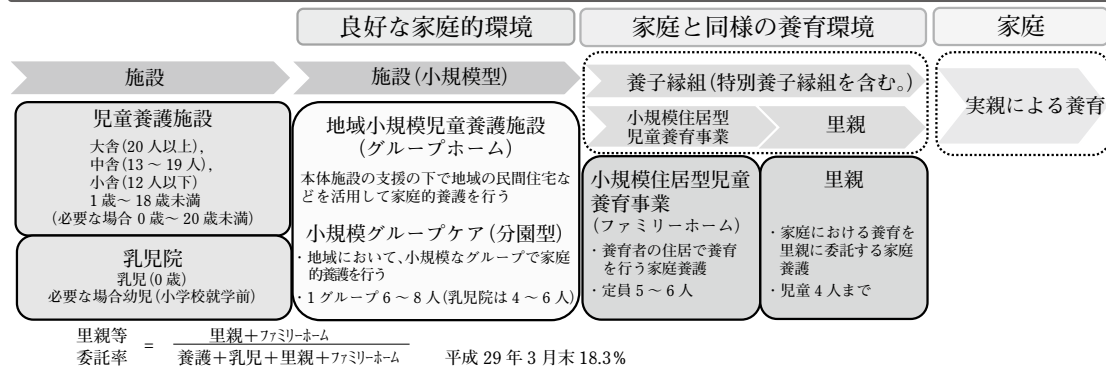 良好な家庭的環境
家庭と同様の養育環境
家庭
施設
施設(小規模型)
養子縁組(特別養子縁組を含む。)
小規模住居型
児童養育事業
里親
実親による養育
児童養護施設
大舎(20人以上),
中舎(13～19人),
小舎(12人以下)
1歳～18歳未満
(必要な場合 0歳～20歳未満)
乳児院
乳児(0歳)
必要な場合幼児(小学校就学前)
地域小規模児童養護施設
(グループホーム)
本体施設の支援の下で地域の民間住宅な
どを活用して家庭的養護を行う
小規模グループケア(分園型)
・地域において、小規模なグループで家庭
的養護を行う
・1グループ6～8人(乳児院は4～6人)
小規模住居型児童
養育事業
(ファミリーホーム)
・養育者の住居で養育
を行う家庭養護
・定員5～6人
里親
・家庭における養育を
里親に委託する家庭
養護
・児童4人まで
里親等
委託率
=
里親＋ファミリーホーム
養護＋乳児＋里親＋ファミリーホーム
平成29年3月末 18.3%